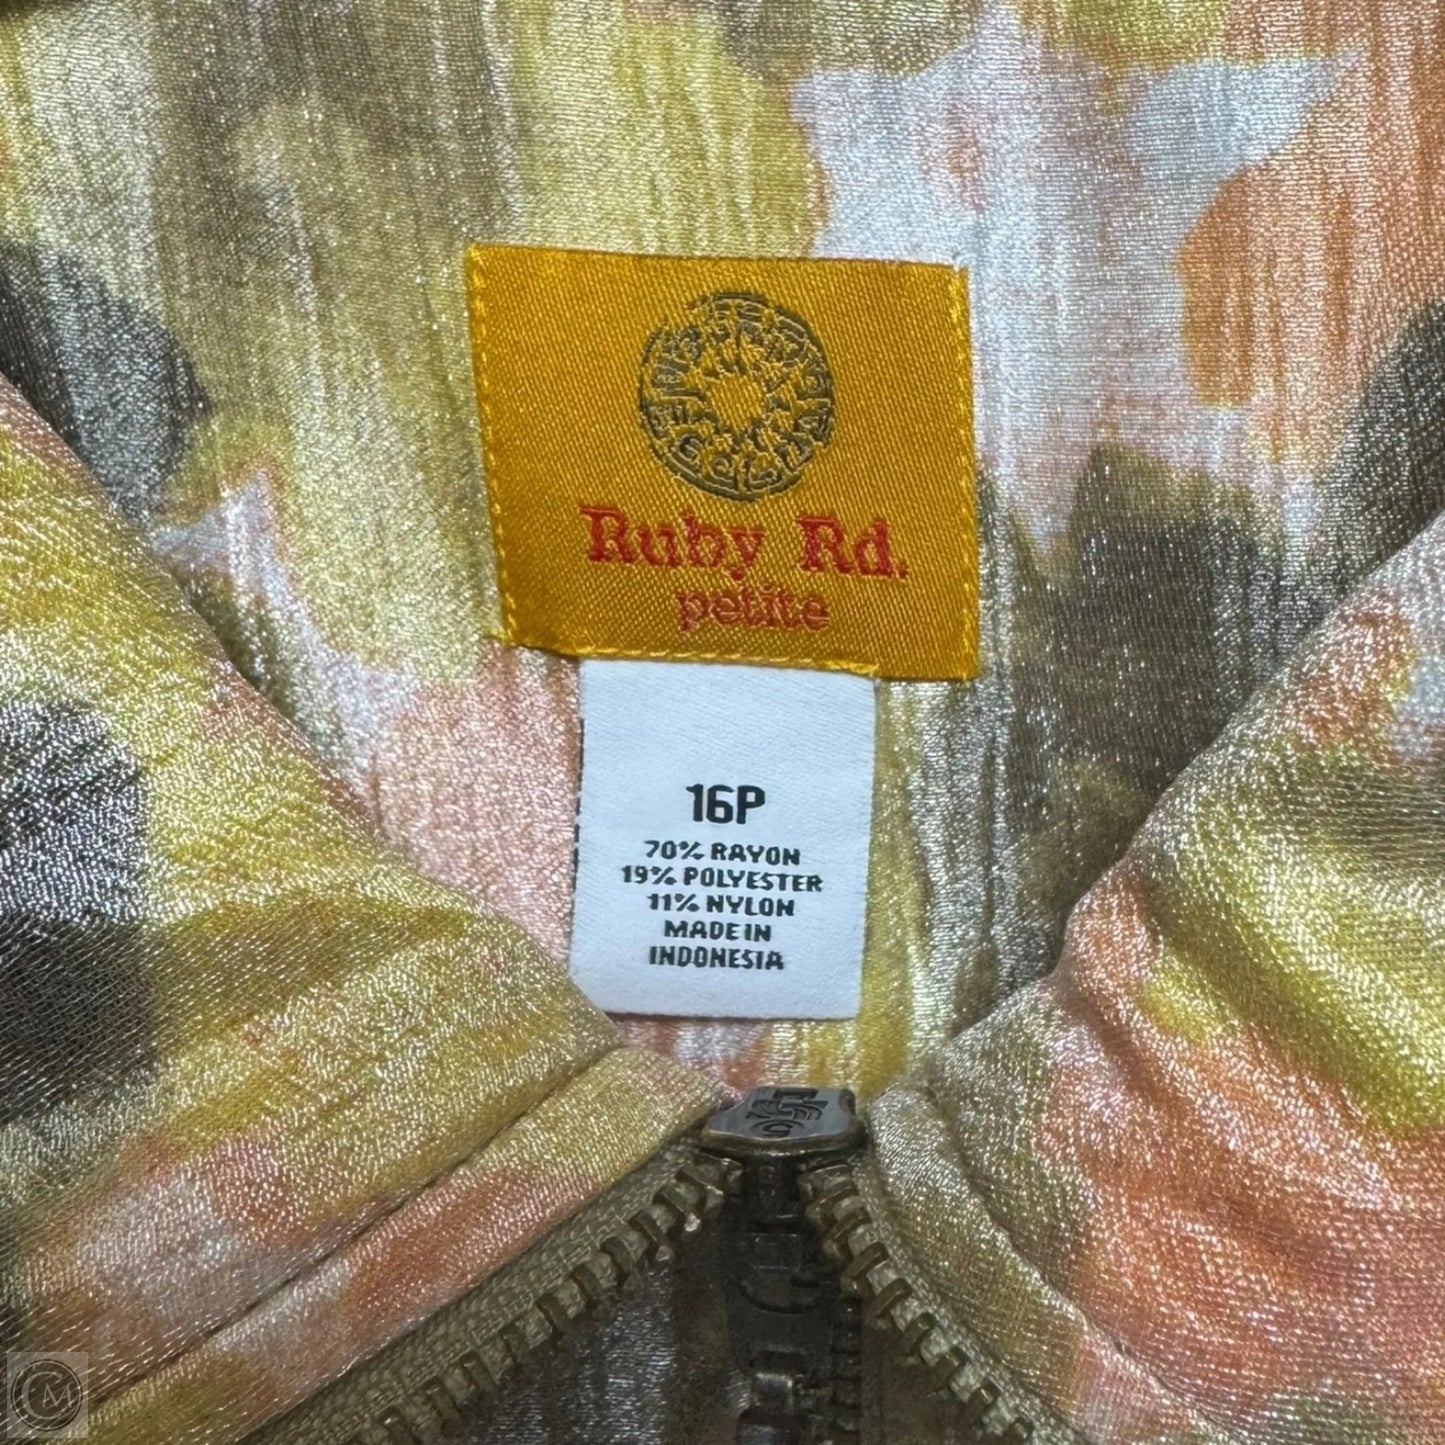 Ruby Rd.
petite
16P
70% RAYON
19% POLYESTER
11% NYLON
MADE IN
INDONESIA